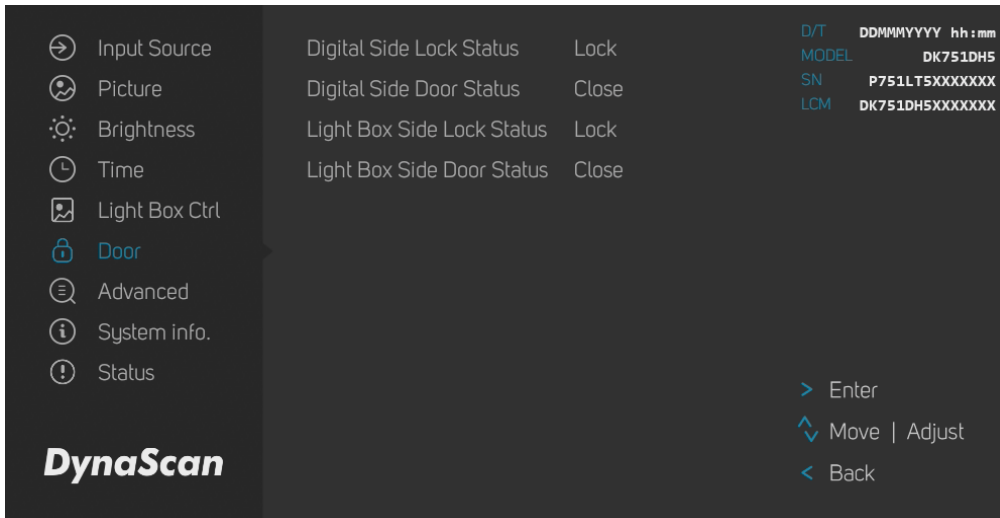 Input Source
Picture
Brightness
Time
Light Box Ctrl
Door
Advanced
System info.
Status
DynaScan
Digital Side Lock Status Lock
Digital Side Door Status Close
Light Box Side Lock Status Lock
Light Box Side Door Status Close
D/T DDMMMYYYY hh:mm
MODEL DK751DH5
SN P751LT5XXXXXXX
LCM DK751DH5XXXXXXX
> Enter
Move | Adjust
< Back